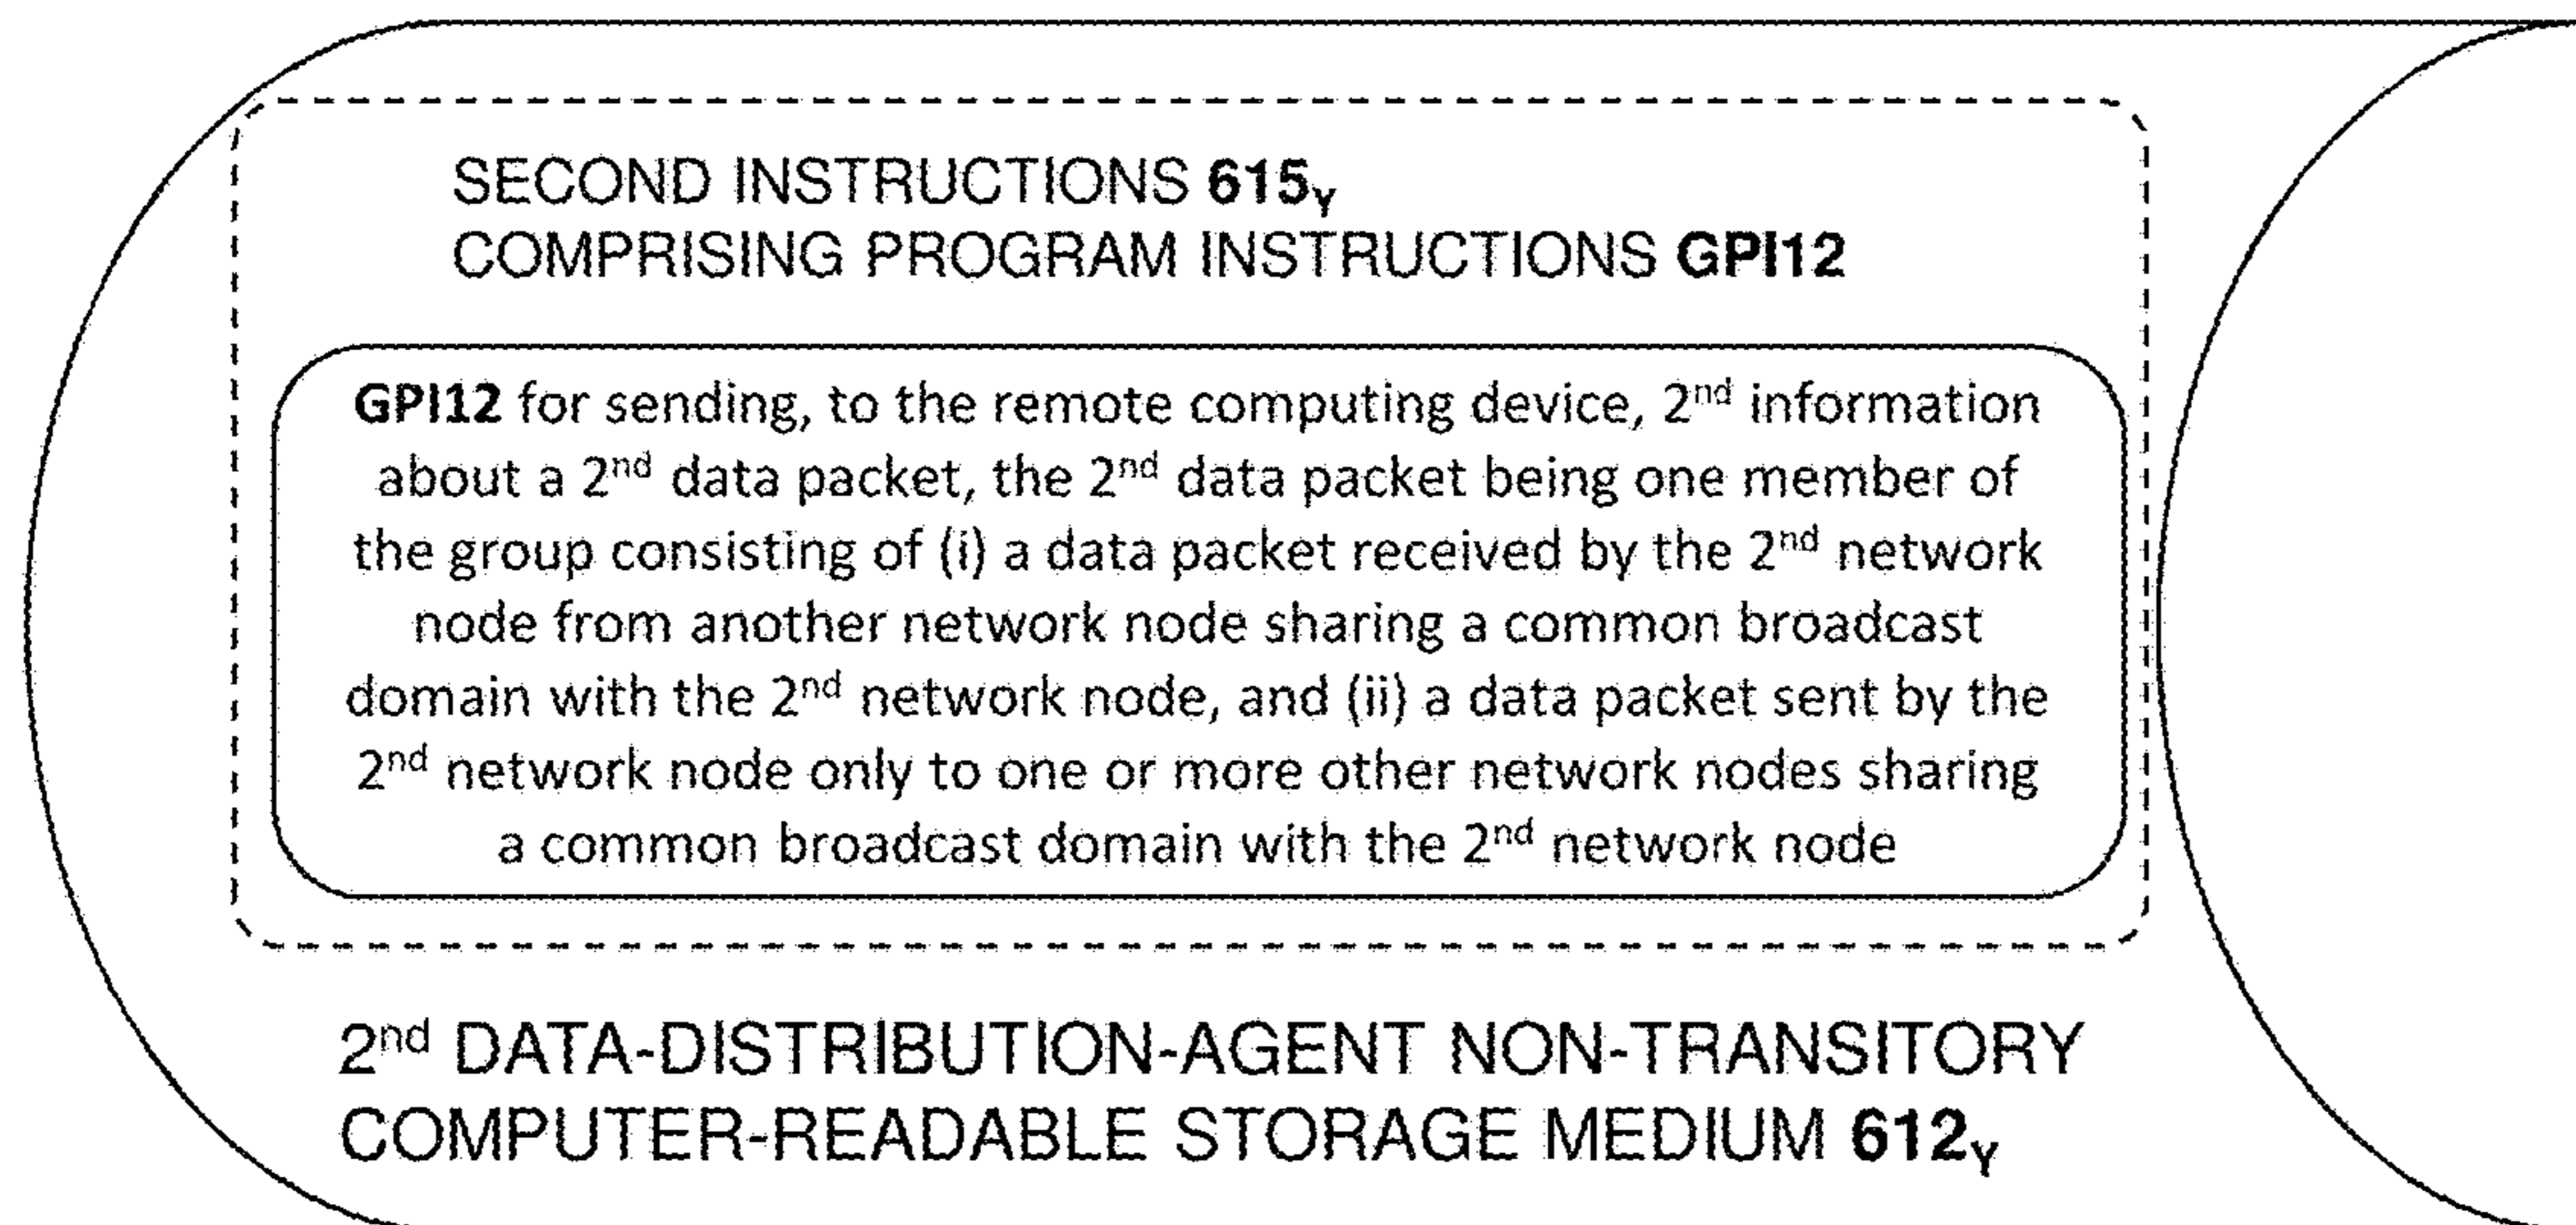 SECOND INSTRUCTIONS 615Y
COMPRISING PROGRAM INSTRUCTIONS GPI12
GPI12 for sending, to the remote computing device, 2nd information
about a 2nd data packet, the 2nd data packet being one member of
the group consisting of (i) a data packet received by the 2nd network
node from another network node sharing a common broadcast
domain with the 2nd network node, and (ii) a data packet sent by the
2nd network node only to one or more other network nodes sharing
a common broadcast domain with the 2nd network node
2nd DATA-DISTRIBUTION-AGENT NON-TRANSITORY
COMPUTER-READABLE STORAGE MEDIUM 612Y